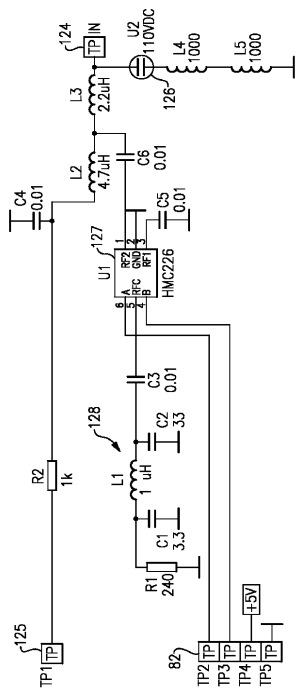 124
TP
IN
U2
110VDC
126
L4
1000
L5
1000
L3
2.2uH
L2
4.7uH
C4
0.01
C6
0.01
127
U1
1
2
3
RF2
GND
RF1
A
RFC
B
6
5
4
HMC226
C5
0.01
C3
0.01
128
C2
33
L1
1 uH
C1
3.3
R1
240
R2
1k
125
TP1
TP
82
TP2
TP
TP3
TP
TP4
TP
TP5
TP
+5V